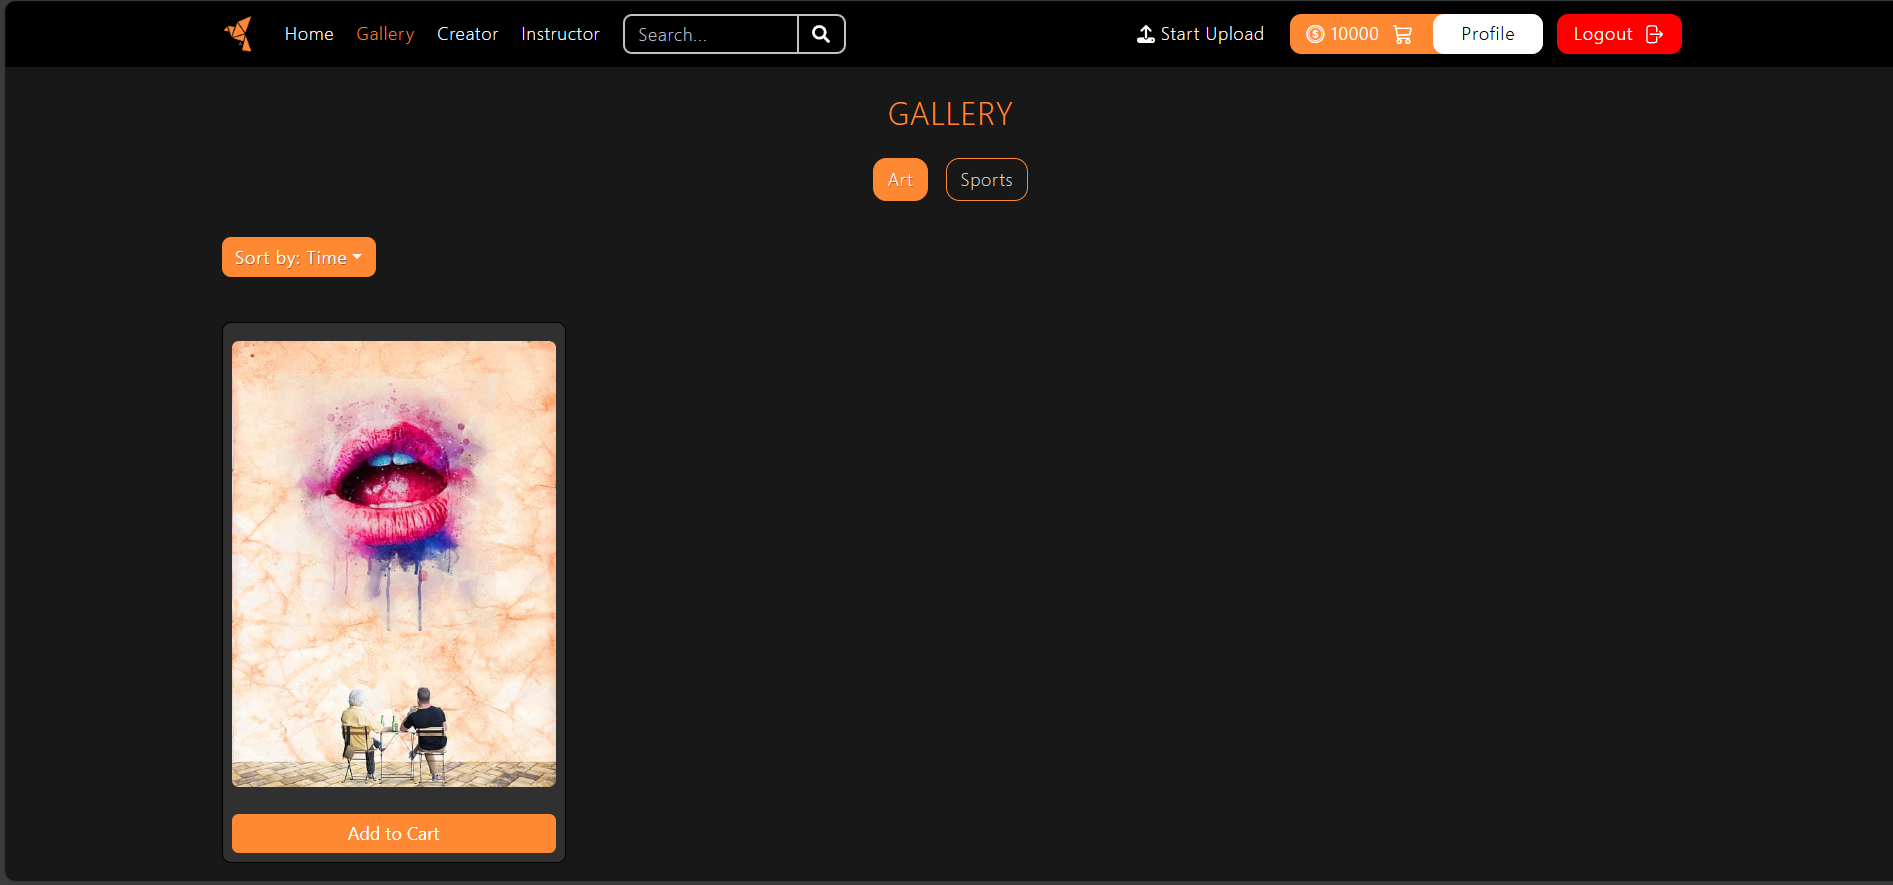 Home Gallery Creator Instructor Search... Start Upload 10000 Profile Logout
GALLERY
Art Sports
Sort by: Time
Add to Cart